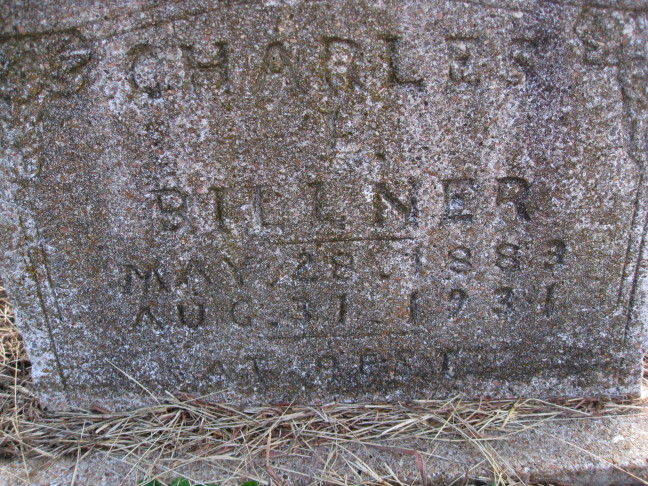 CHARLES
E.
BILLNER
MAY. 28. 1883
AUG. 31. 1931
AT REST